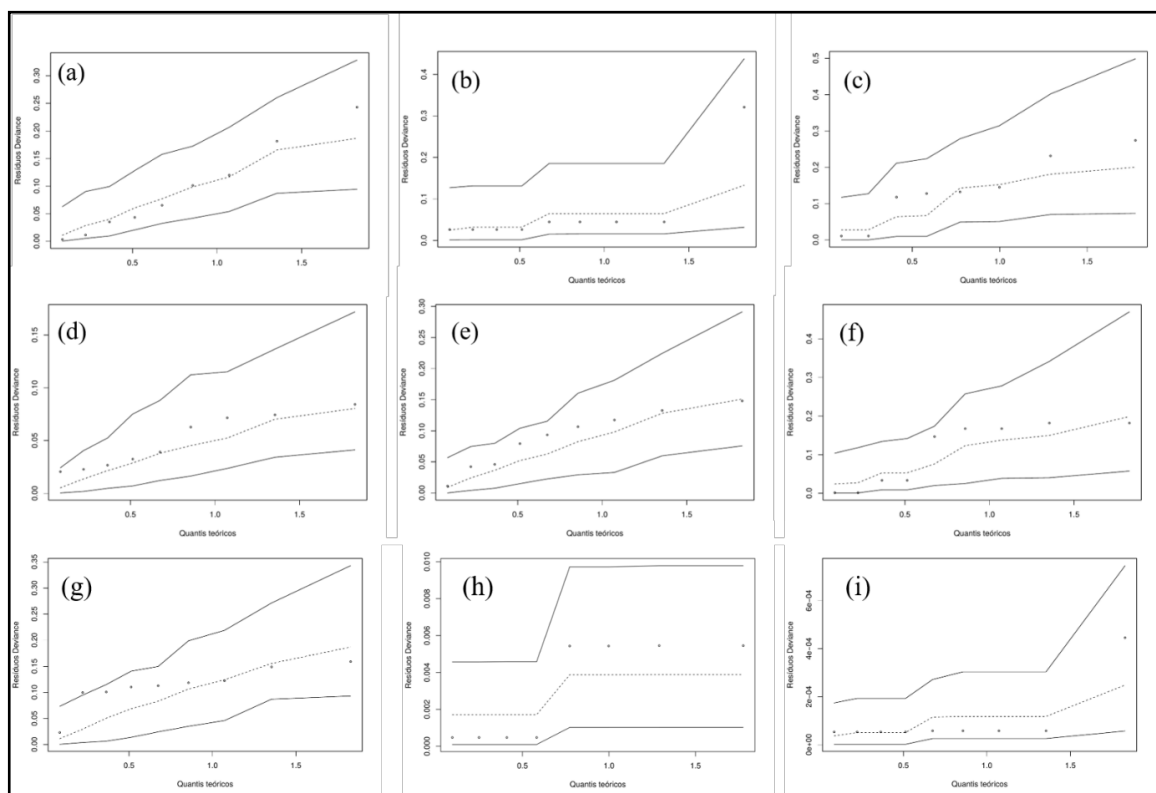 (a)
Resíduos Deviance
0.00 0.05 0.10 0.15 0.20 0.25 0.30
0.5 1.0 1.5
Quantis teóricos
(b)
Resíduos Deviance
0.0 0.1 0.2 0.3 0.4
0.5 1.0 1.5
Quantis teóricos
(c)
Resíduos Deviance
0.0 0.1 0.2 0.3 0.4 0.5
0.5 1.0 1.5
Quantis teóricos
(d)
Resíduos Deviance
0.00 0.05 0.10 0.15
0.5 1.0 1.5
Quantis teóricos
(e)
Resíduos Deviance
0.00 0.05 0.10 0.15 0.20 0.25 0.30
0.5 1.0 1.5
Quantis teóricos
(f)
Resíduos Deviance
0.0 0.1 0.2 0.3 0.4
0.5 1.0 1.5
Quantis teóricos
(g)
Resíduos Deviance
0.00 0.05 0.10 0.15 0.20 0.25 0.30 0.35
0.5 1.0 1.5
Quantis teóricos
(h)
Resíduos Deviance
0.000 0.002 0.004 0.006 0.008 0.010
0.5 1.0 1.5
Quantis teóricos
(i)
Resíduos Deviance
0e+00 2e-04 4e-04 6e-04
0.5 1.0 1.5
Quantis teóricos